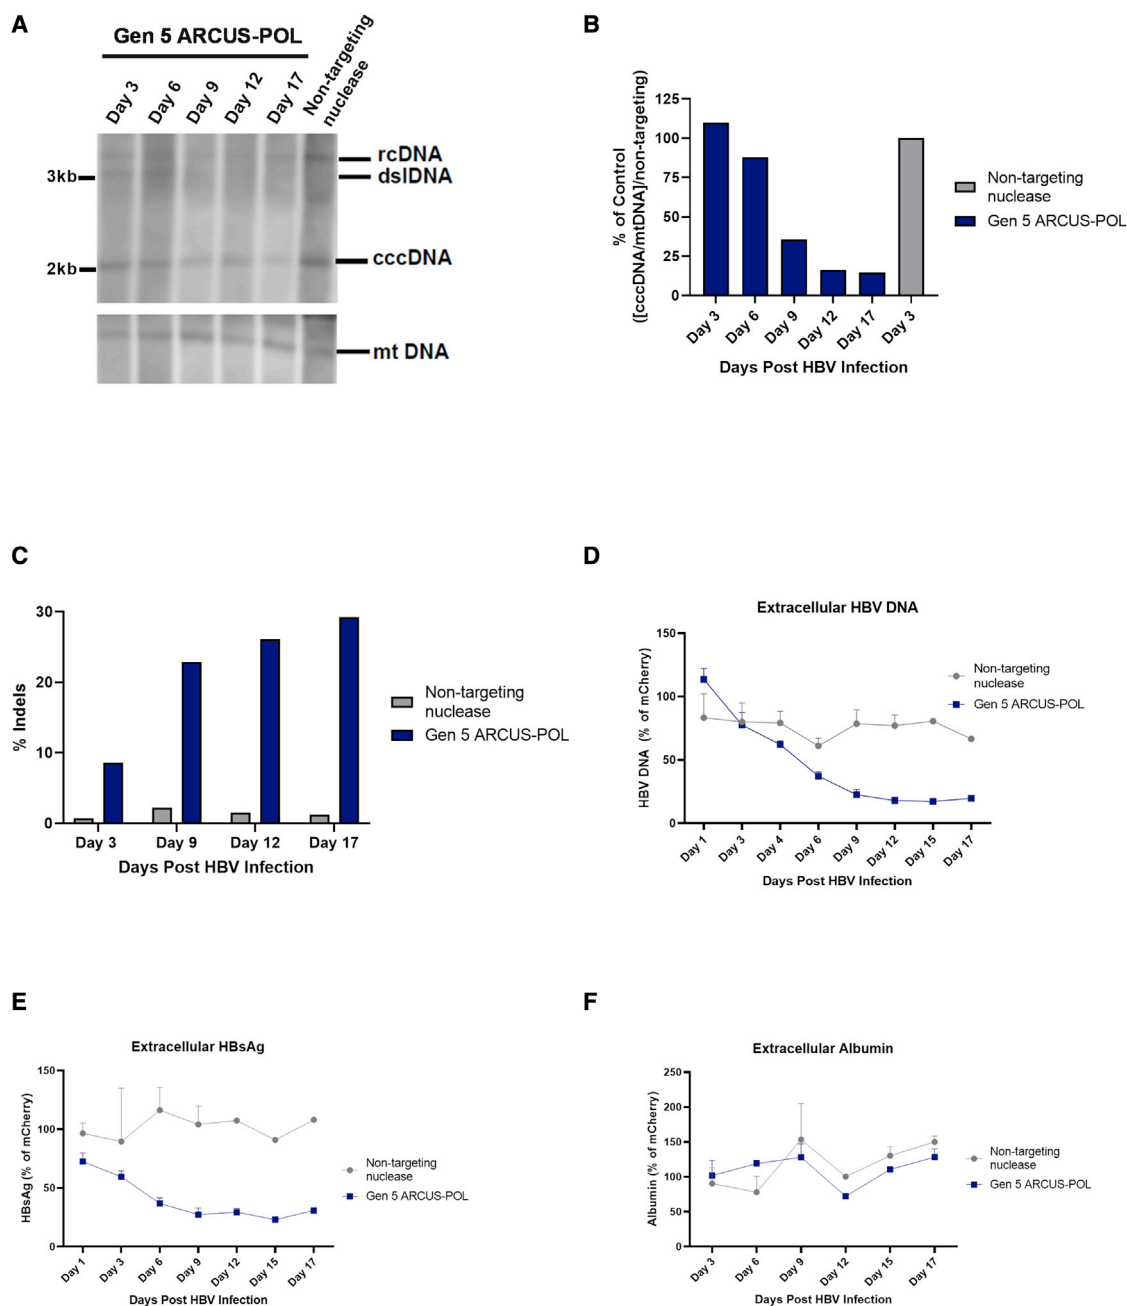 A
Gen 5 ARCUS-POL
Day 3
Day 6
Day 9
Day 12
Day 17
Non-targeting
nuclease
rcDNA
3kb
dslDNA
cccDNA
2kb
mt DNA
B
% of Control
([cccDNA/mtDNA]/non-targeting)
125
100
75
50
25
0
Day 3
Day 6
Day 9
Day 12
Day 17
Day 3
Days Post HBV Infection
Non-targeting
nuclease
Gen 5 ARCUS-POL
C
% Indels
30
20
10
0
Day 3
Day 9
Day 12
Day 17
Days Post HBV Infection
Non-targeting
nuclease
Gen 5 ARCUS-POL
D
Extracellular HBV DNA
HBV DNA (% of mCherry)
150
100
50
0
Day 1
Day 3
Day 4
Day 6
Day 9
Day 12
Day 15
Day 17
Days Post HBV Infection
Non-targeting
nuclease
Gen 5 ARCUS-POL
E
Extracellular HBsAg
HBsAg (% of mCherry)
150
100
50
0
Day 1
Day 3
Day 6
Day 9
Day 12
Day 15
Day 17
Days Post HBV Infection
Non-targeting
nuclease
Gen 5 ARCUS-POL
F
Extracellular Albumin
Albumin (% of mCherry)
250
200
150
100
50
0
Day 3
Day 6
Day 9
Day 12
Day 15
Day 17
Days Post HBV Infection
Non-targeting
nuclease
Gen 5 ARCUS-POL